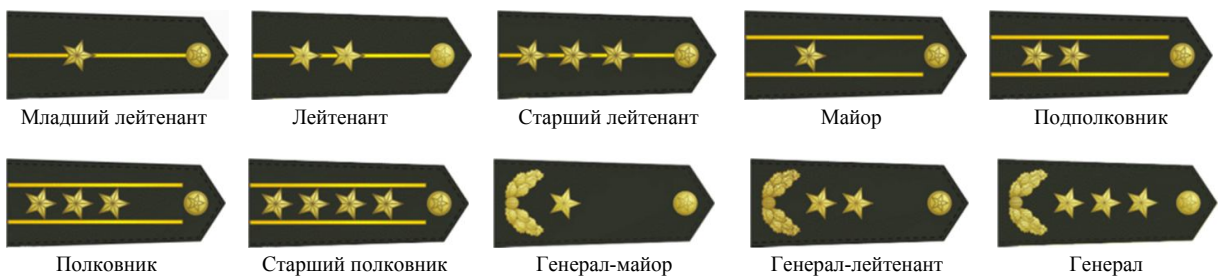 Младший лейтенант Лейтенант Старший лейтенант Майор Подполковник
Полковник Старший полковник Генерал-майор Генерал-лейтенант Генерал